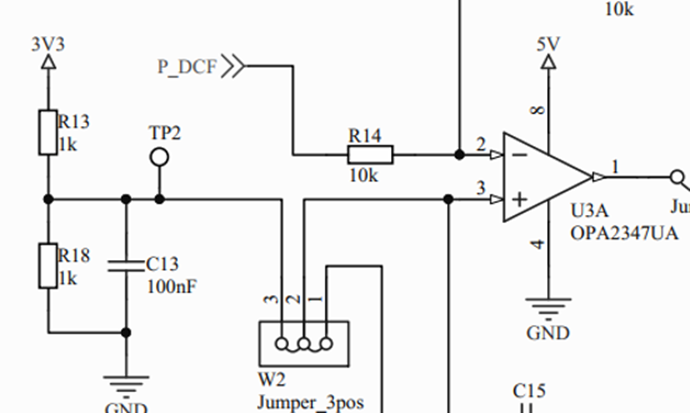 10k
3V3
5V
P_DCF
8
R13
1k
TP2
R14
10k
2
1
3
U3A
OPA2347UA
4
R18
1k
C13
100nF
3
2
1
GND
W2
Jumper_3pos
C15
GND